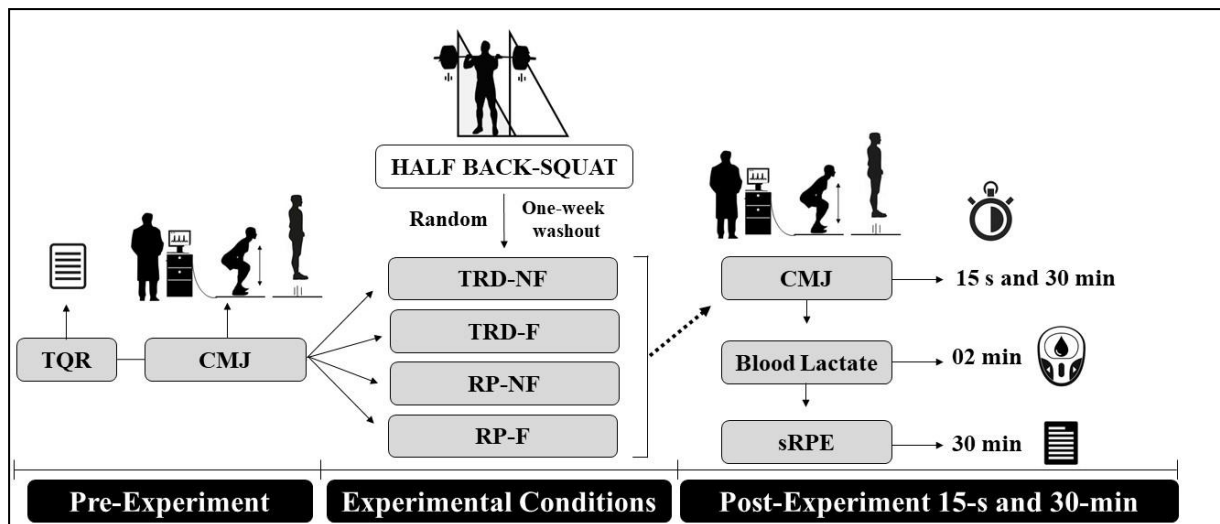 HALF BACK-SQUAT
Random
One-week
washout
TQR
CMJ
TRD-NF
TRD-F
RP-NF
RP-F
CMJ
15 s and 30 min
Blood Lactate
02 min
sRPE
30 min
Pre-Experiment
Experimental Conditions
Post-Experiment 15-s and 30-min